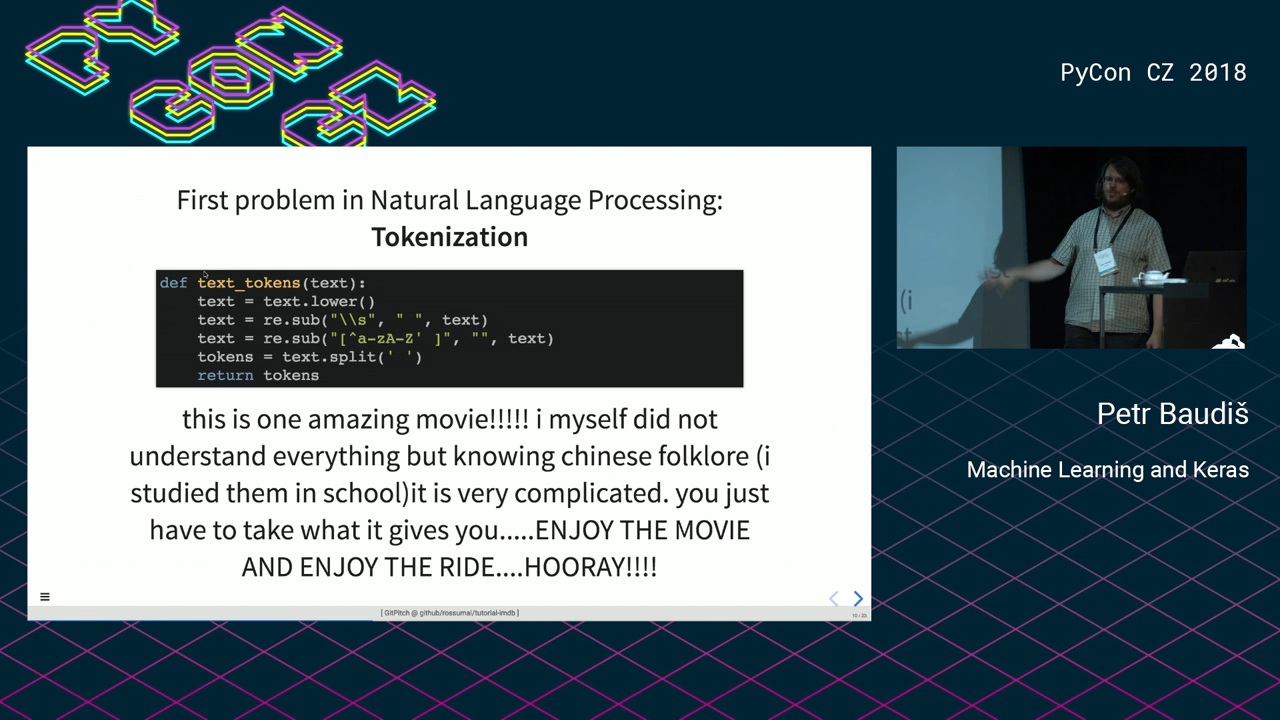 PyCon CZ 2018
First problem in Natural Language Processing:
Tokenization
def text_tokens(text):
    text = text.lower()
    text = re.sub("\\s", " ", text)
    text = re.sub("[^a-zA-Z' ]", "", text)
    tokens = text.split(' ')
    return tokens
this is one amazing movie!!!!! i myself did not
understand everything but knowing chinese folklore (i
studied them in school)it is very complicated. you just
have to take what it gives you.....ENJOY THE MOVIE
AND ENJOY THE RIDE....HOORAY!!!!
[ GitPitch @ github/rossumai/tutorial-imdb ]
(i
Petr Baudiš
Machine Learning and Keras